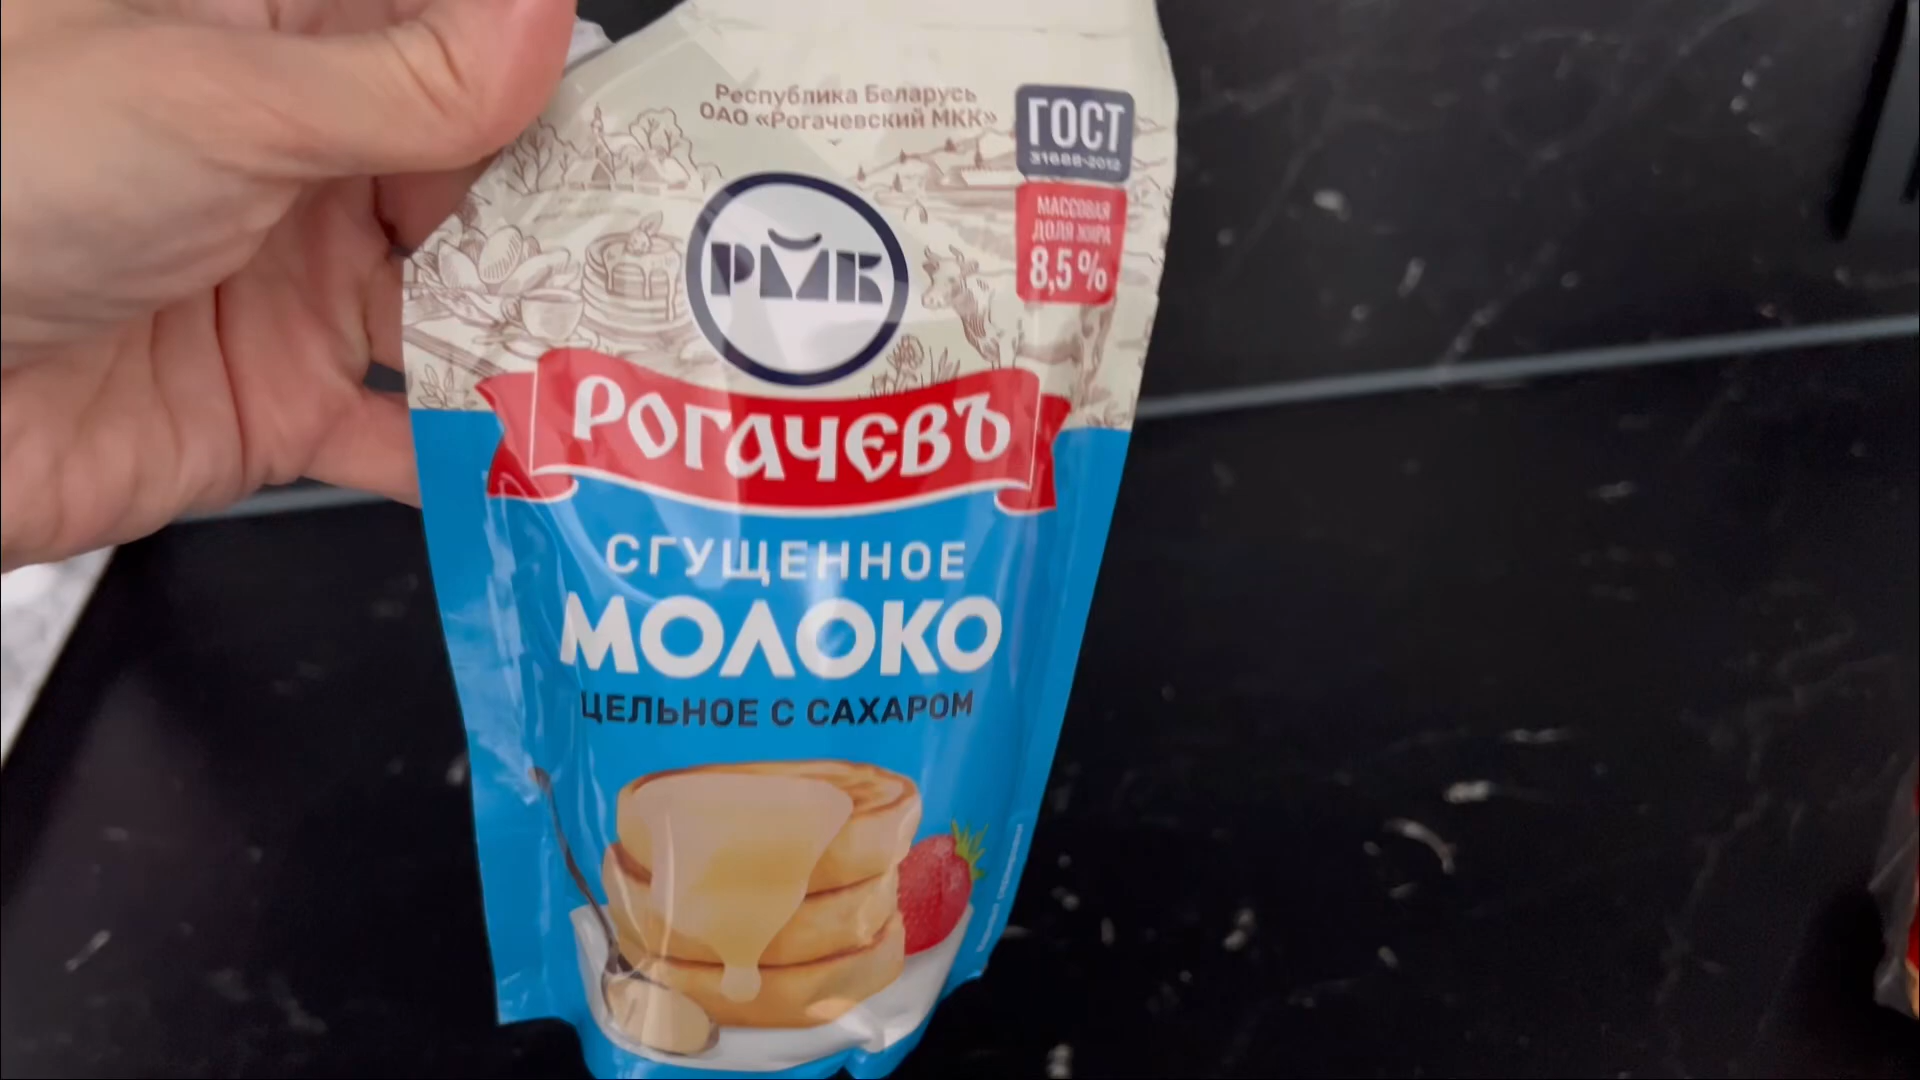 Республика Беларусь
ОАО «Рогачевский МКК»
ГОСТ
31688-2012
МАССОВАЯ
ДОЛЯ ЖИРА
8,5%
РМК
РОГАЧЕВЪ
СГУЩЕННОЕ
МОЛОКО
ЦЕЛЬНОЕ С САХАРОМ